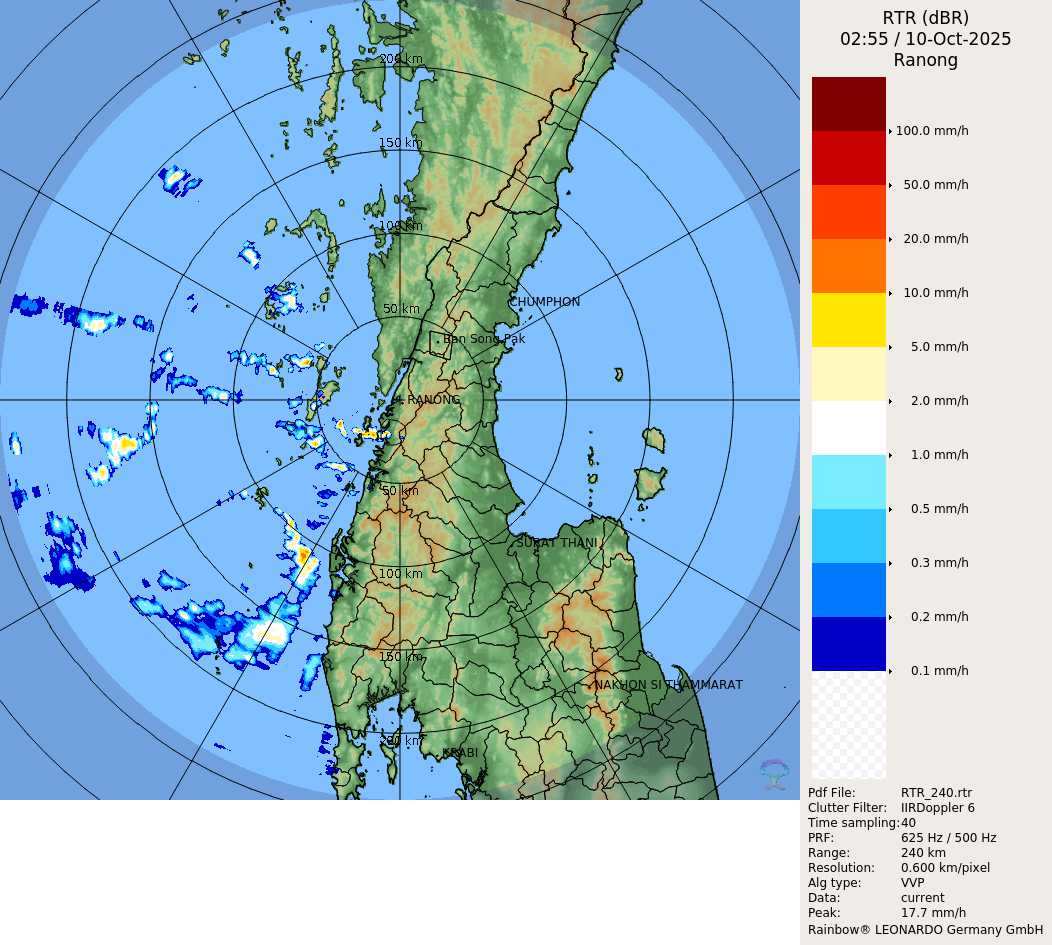 RTR (dBR)
02:55 / 10-Oct-2025
Ranong
200 km
150 km
100 km
50 km
CHUMPHON
Ban Song Pak
RANONG
50 km
SURAT THANI
100 km
150 km
NAKHON SI THAMMARAT
200 km
KRABI
100.0 mm/h
50.0 mm/h
20.0 mm/h
10.0 mm/h
5.0 mm/h
2.0 mm/h
1.0 mm/h
0.5 mm/h
0.3 mm/h
0.2 mm/h
0.1 mm/h
Pdf File: RTR_240.rtr
Clutter Filter: IIRDoppler 6
Time sampling:40
PRF: 625 Hz / 500 Hz
Range: 240 km
Resolution: 0.600 km/pixel
Alg type: VVP
Data: current
Peak: 17.7 mm/h
Rainbow® LEONARDO Germany GmbH